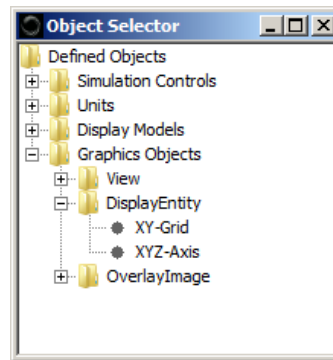 Object Selector
Defined Objects
Simulation Controls
Units
Display Models
Graphics Objects
View
DisplayEntity
XY-Grid
XYZ-Axis
OverlayImage